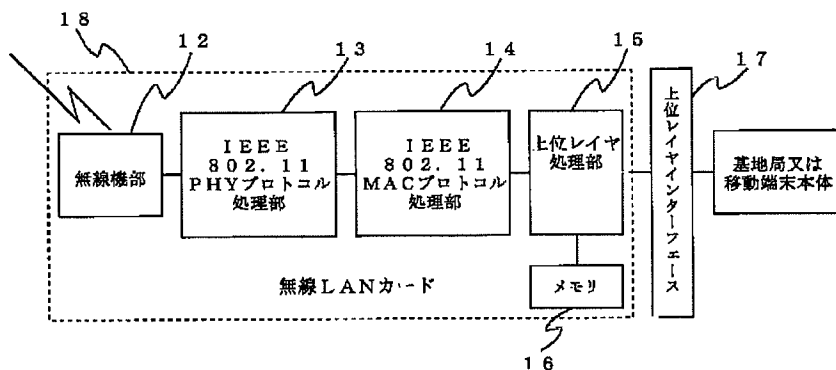 18
12
13
14
15
17
無線機部
IEEE
802.11
PHYプロトコル
処理部
IEEE
802.11
MACプロトコル
処理部
上位レイヤ
処理部
上位レイヤインターフェース
基地局又は
移動端末本体
無線LANカード
メモリ
16